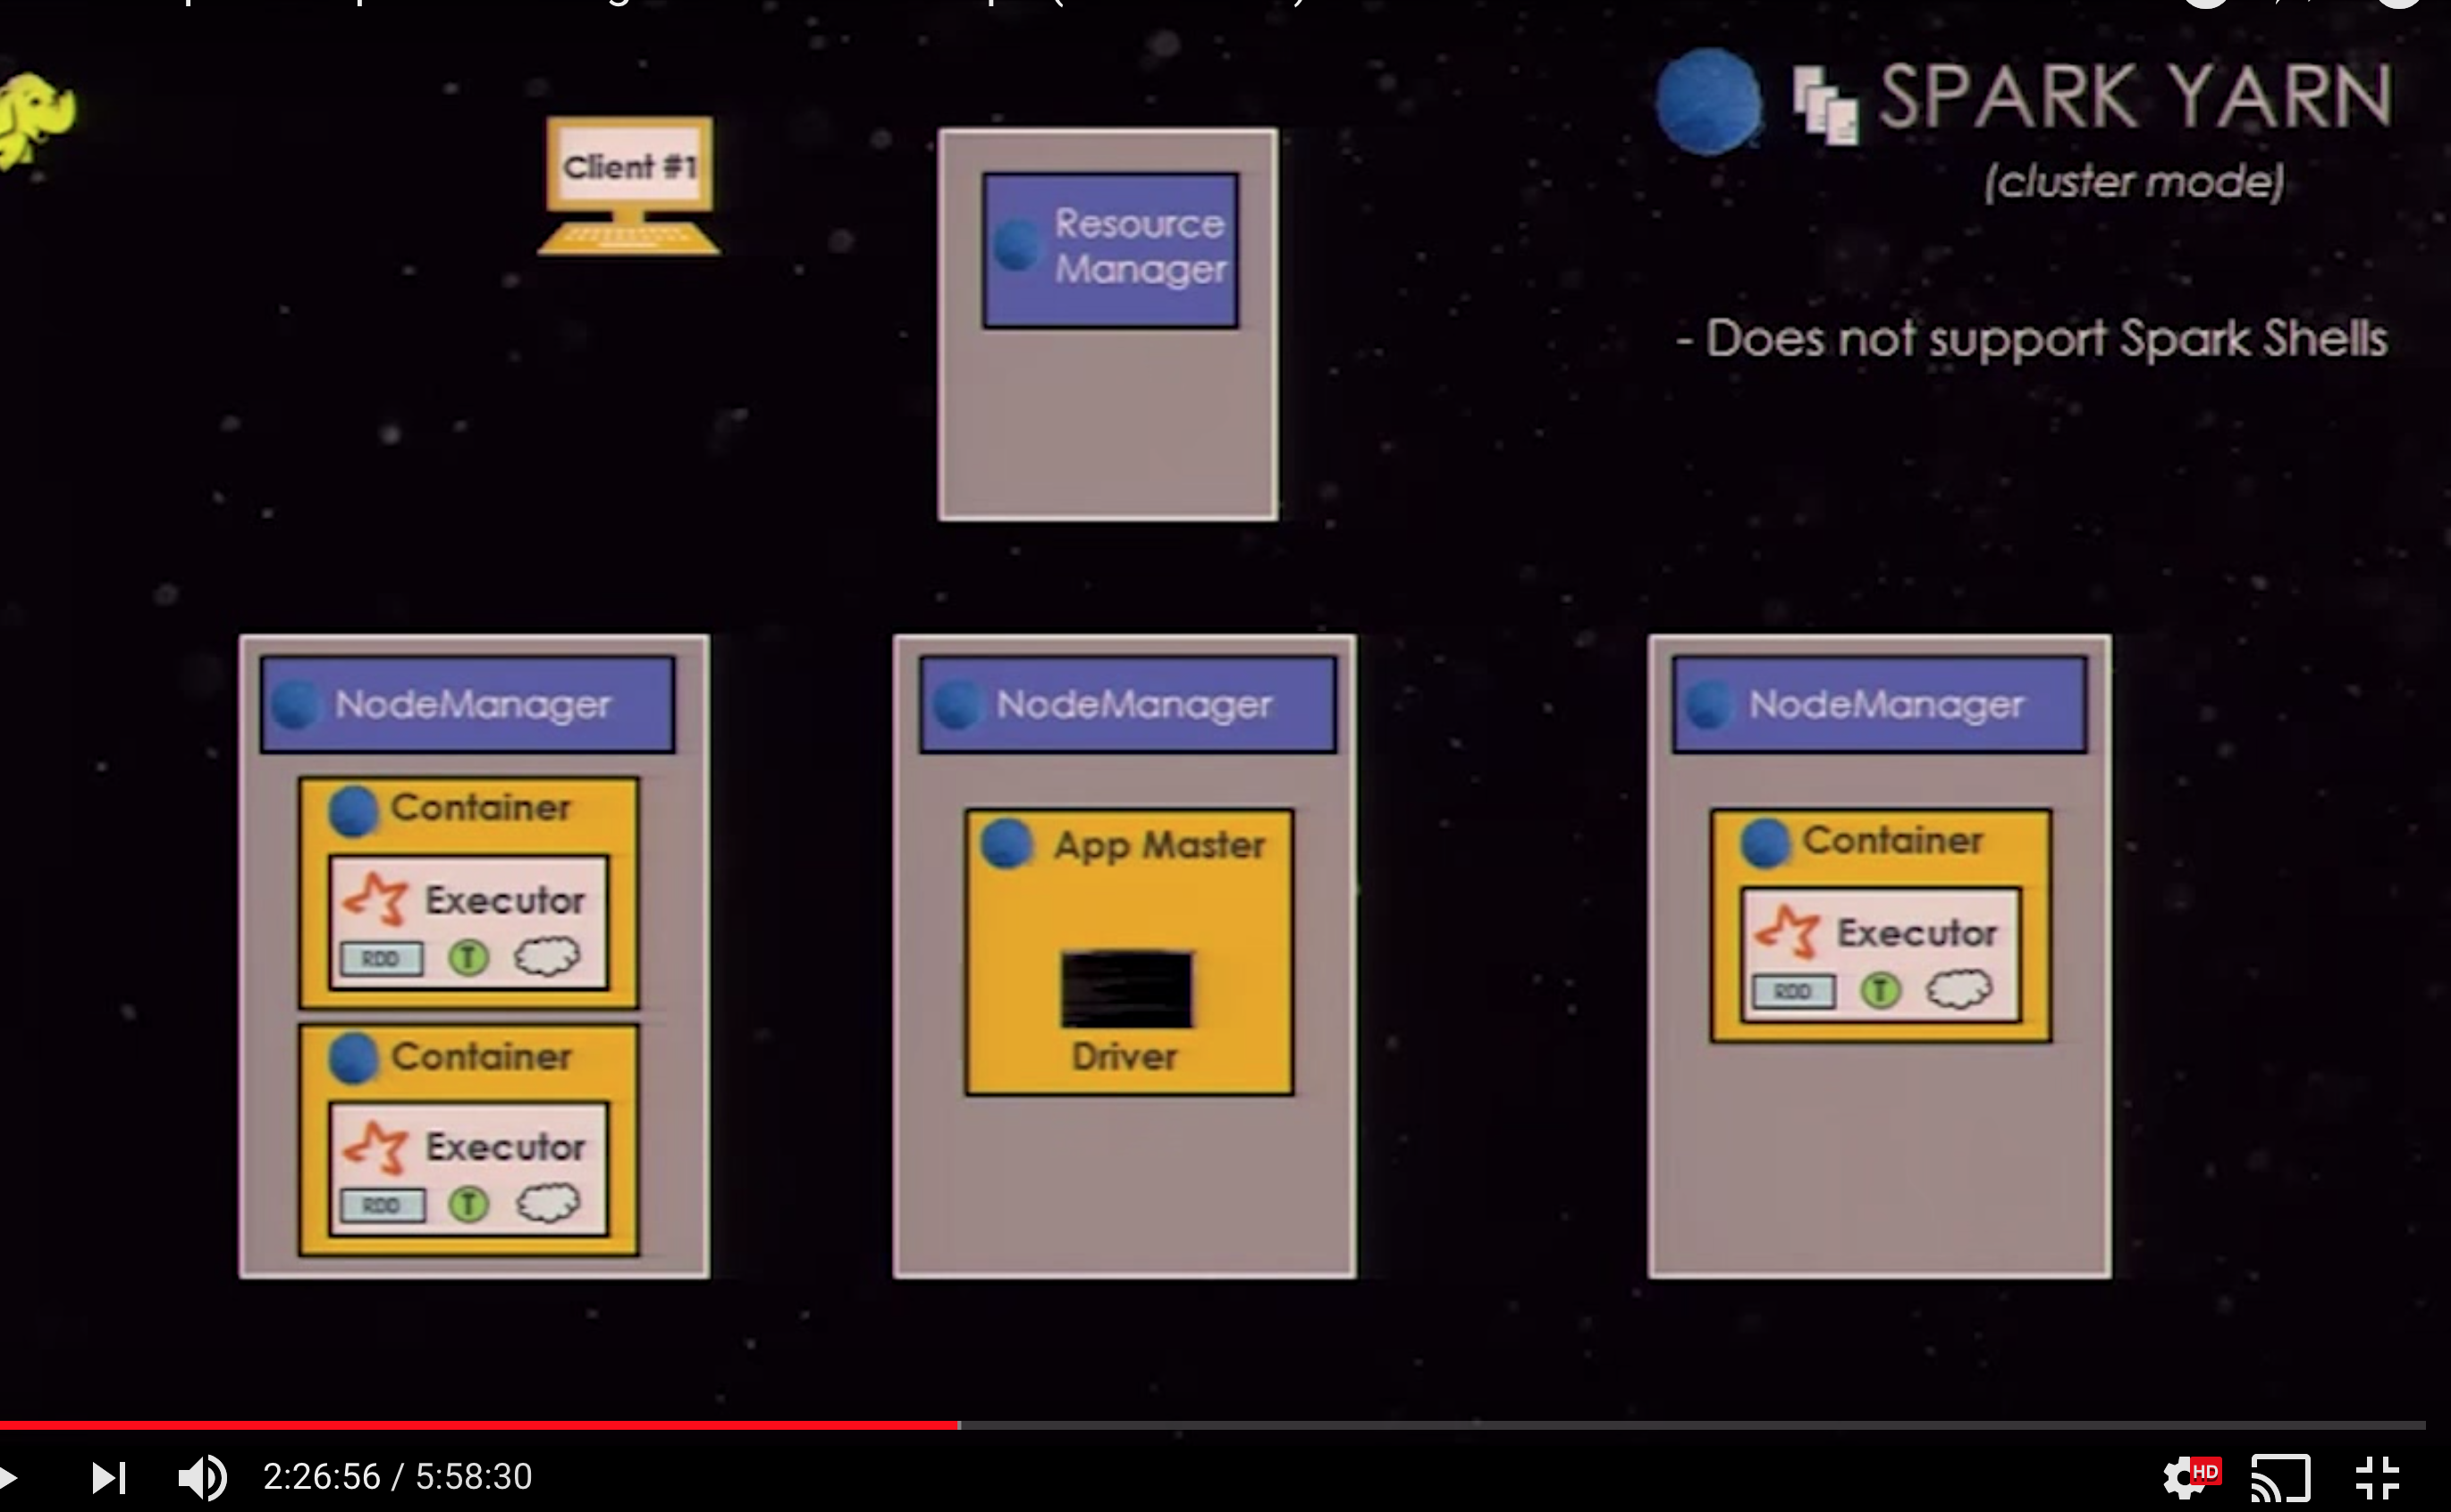 Client #1
Resource
Manager
SPARK YARN
(cluster mode)
- Does not support Spark Shells
NodeManager
Container
Executor
RDD T
Container
Executor
RDD T
NodeManager
App Master
Driver
NodeManager
Container
Executor
RDD T
2:26:56 / 5:58:30
HD